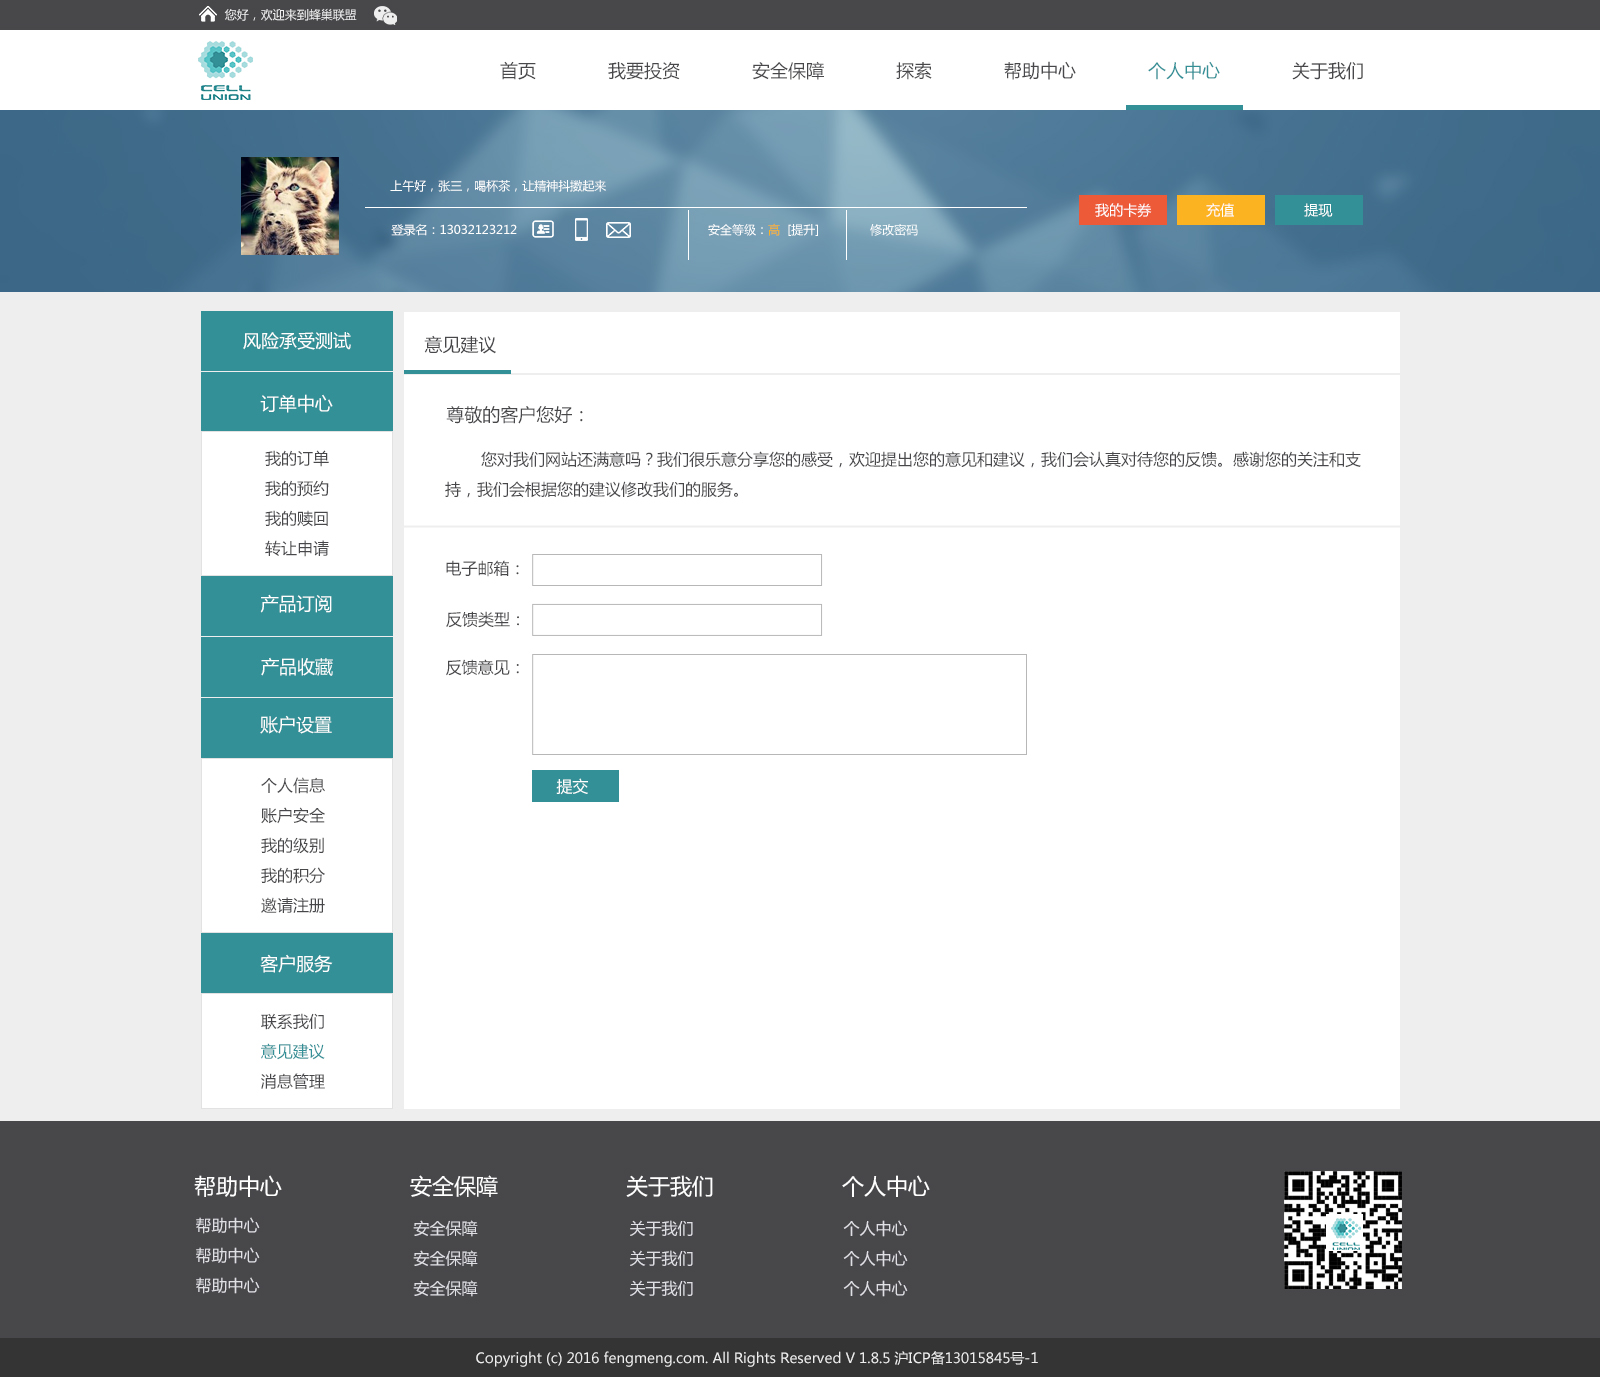 您好，欢迎来到蜂巢联盟
CELL
UNION
首页
我要投资
安全保障
探索
帮助中心
个人中心
关于我们
上午好，张三，喝杯茶，让精神抖擞起来
登录名：13032123212
安全等级：高 [提升]
修改密码
我的卡券
充值
提现
风险承受测试
订单中心
我的订单
我的预约
我的赎回
转让申请
产品订阅
产品收藏
账户设置
个人信息
账户安全
我的级别
我的积分
邀请注册
客户服务
联系我们
意见建议
消息管理
意见建议
尊敬的客户您好：
您对我们网站还满意吗？我们很乐意分享您的感受，欢迎提出您的意见和建议，我们会认真对待您的反馈。感谢您的关注和支
持，我们会根据您的建议修改我们的服务。
电子邮箱：
反馈类型：
反馈意见：
提交
帮助中心
帮助中心
帮助中心
帮助中心
安全保障
安全保障
安全保障
安全保障
关于我们
关于我们
关于我们
关于我们
个人中心
个人中心
个人中心
个人中心
CELL
UNION
Copyright (c) 2016 fengmeng.com. All Rights Reserved V 1.8.5 沪ICP备13015845号-1